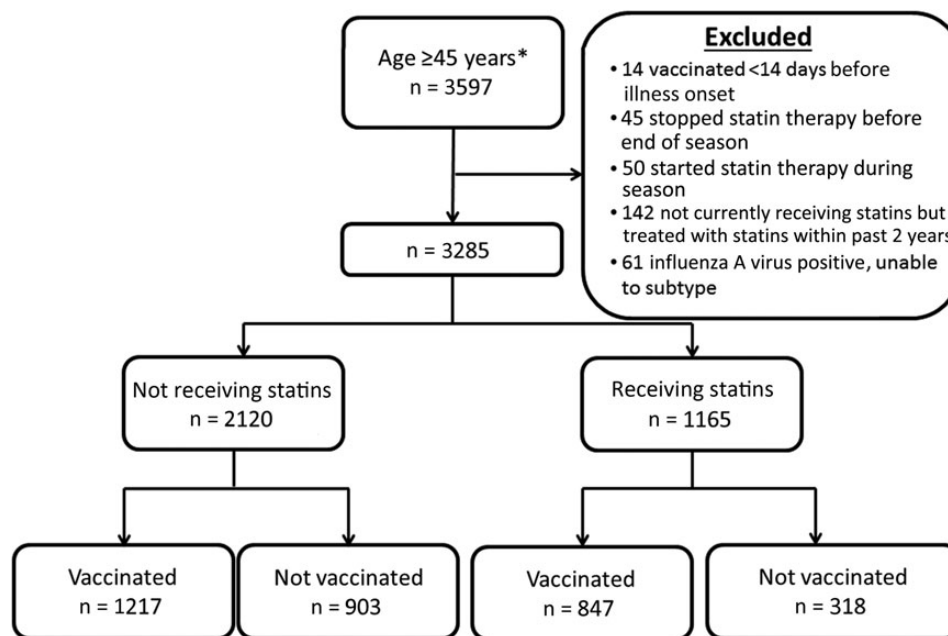 Age ≥45 years*
n = 3597
Excluded
• 14 vaccinated <14 days before
illness onset
• 45 stopped statin therapy before
end of season
• 50 started statin therapy during
season
• 142 not currently receiving statins but
treated with statins within past 2 years
• 61 influenza A virus positive, unable
to subtype
n = 3285
Not receiving statins
n = 2120
Receiving statins
n = 1165
Vaccinated
n = 1217
Not vaccinated
n = 903
Vaccinated
n = 847
Not vaccinated
n = 318